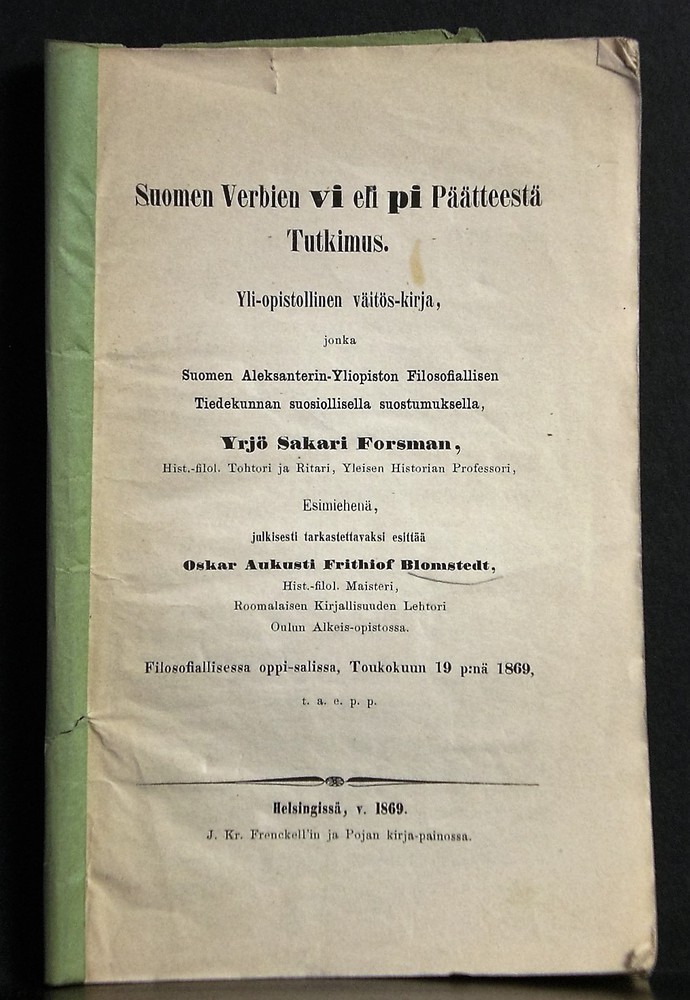 Suomen Verbien vi eli pi Päätteestä
Tutkimus.
Yli-opistollinen väitös-kirja,
jonka
Suomen Aleksanterin-Yliopiston Filosofiallisen
Tiedekunnan suosiollisella suostumuksella,
Yrjö Sakari Forsman,
Hist.-filol. Tohtori ja Ritari, Yleisen Historian Professori,
Esimiehenä,
julkisesti tarkastettavaksi esittää
Oskar Aukusti Frithiof Blomstedt,
Hist.-filol. Maisteri,
Roomalaisen Kirjallisuuden Lehtori
Oulun Alkeis-opistossa.
Filosofiallisessa oppi-salissa, Toukokuun 19 p:nä 1869,
t. a. e. p. p.
Helsingissä, v. 1869.
J. Kr. Frenckell'in ja Pojan kirja-painossa.